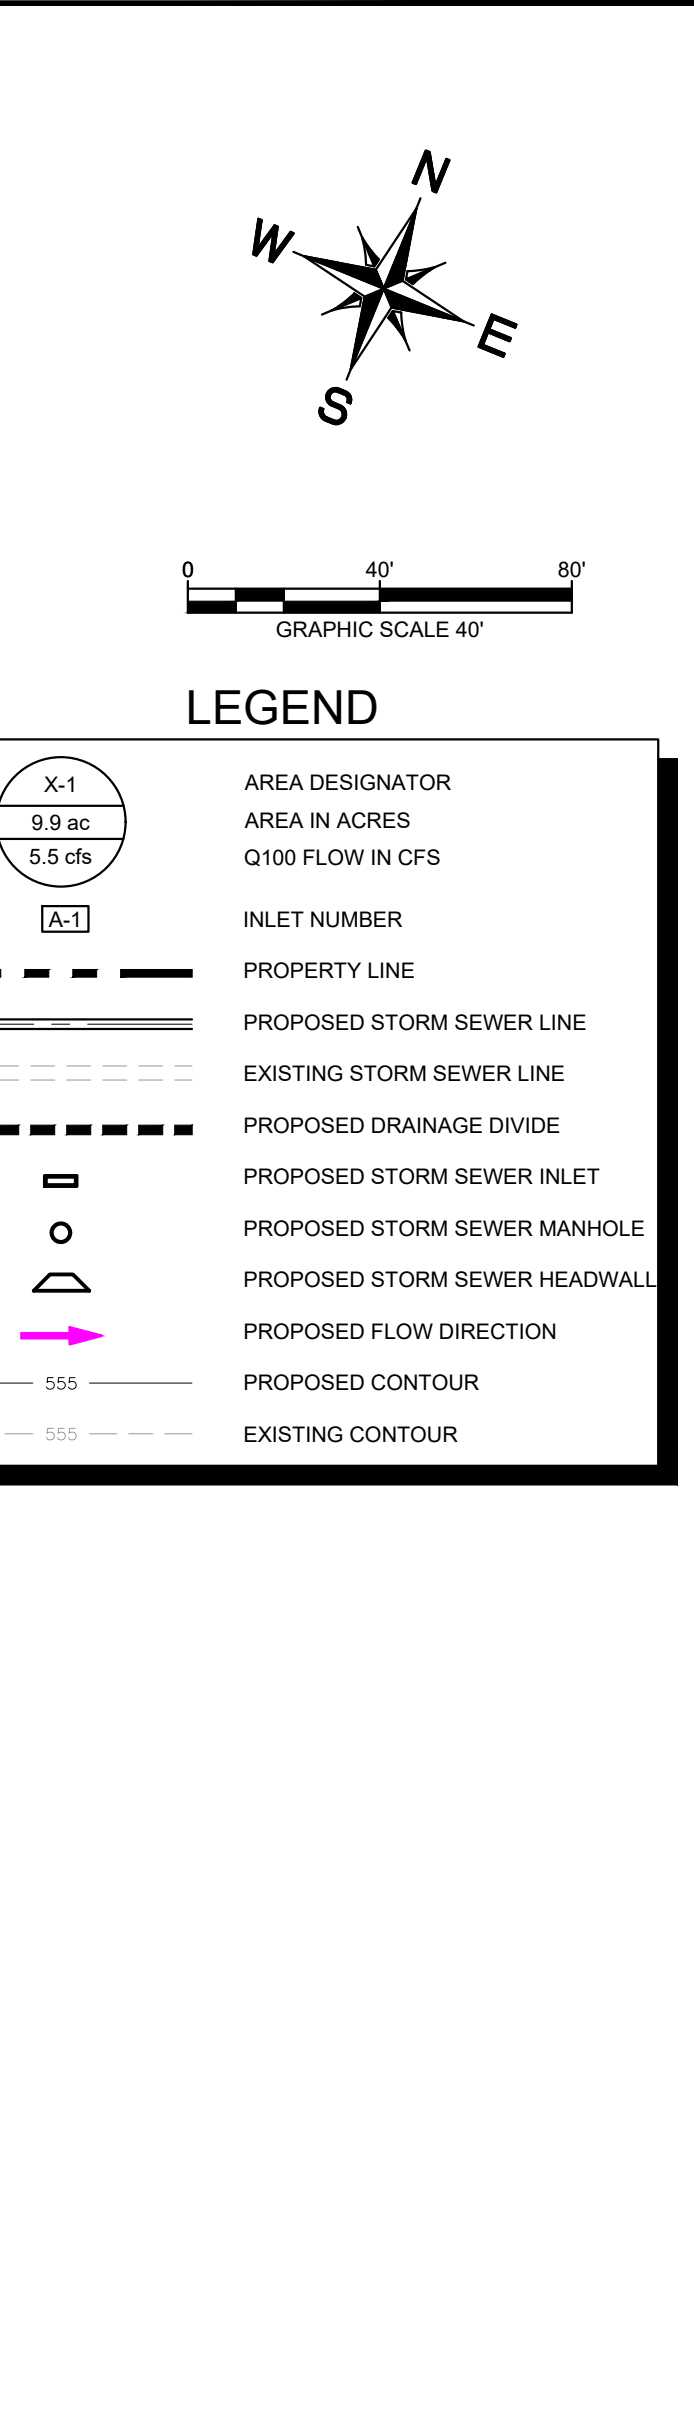 N
W
E
S
0 40' 80'
GRAPHIC SCALE 40'
LEGEND
X-1 AREA DESIGNATOR
9.9 ac AREA IN ACRES
5.5 cfs Q100 FLOW IN CFS
A-1 INLET NUMBER
PROPERTY LINE
PROPOSED STORM SEWER LINE
EXISTING STORM SEWER LINE
PROPOSED DRAINAGE DIVIDE
PROPOSED STORM SEWER INLET
PROPOSED STORM SEWER MANHOLE
PROPOSED STORM SEWER HEADWALL
PROPOSED FLOW DIRECTION
555 PROPOSED CONTOUR
555 EXISTING CONTOUR